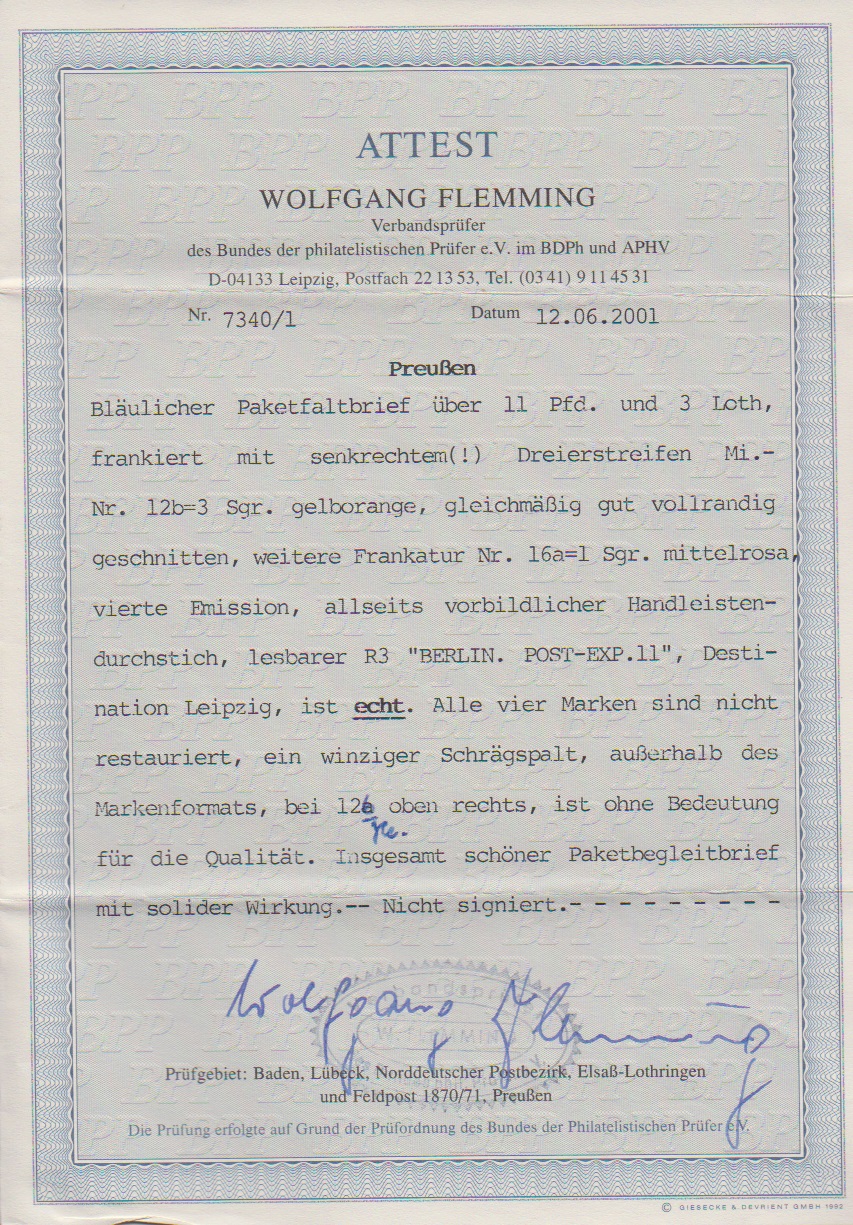 ATTEST
WOLFGANG FLEMMING
Verbandsprüfer
des Bundes der philatelistischen Prüfer e.V. im BDPh und APHV
D-04133 Leipzig, Postfach 22 13 53, Tel. (03 41) 9 11 45 31
Nr. 7340/1 Datum 12.06.2001
Preußen
Bläulicher Paketfaltbrief über 11 Pfd. und 3 Loth,
frankiert mit senkrechtem(!) Dreierstreifen Mi.-
Nr. 12b=3 Sgr. gelborange, gleichmäßig gut vollrandig
geschnitten, weitere Frankatur Nr. 16a=1 Sgr. mittelrosa,
vierte Emission, allseits vorbildlicher Handleisten-
durchstich, lesbarer R3 "BERLIN. POST-EXP.11", Desti-
nation Leipzig, ist echt. Alle vier Marken sind nicht
restauriert, ein winziger Schrägspalt, außerhalb des
Markenformats, bei 12b oben rechts, ist ohne Bedeutung
für die Qualität. Insgesamt schöner Paketbegleitbrief
mit solider Wirkung.-- Nicht signiert.- - - - - - - - -
Wolfgang Flemming
W. FLEMMING
Prüfgebiet: Baden, Lübeck, Norddeutscher Postbezirk, Elsaß-Lothringen
und Feldpost 1870/71, Preußen
Die Prüfung erfolgte auf Grund der Prüfordnung des Bundes der Philatelistischen Prüfer e.V.
© GIESECKE & DEVRIENT GMBH 1992